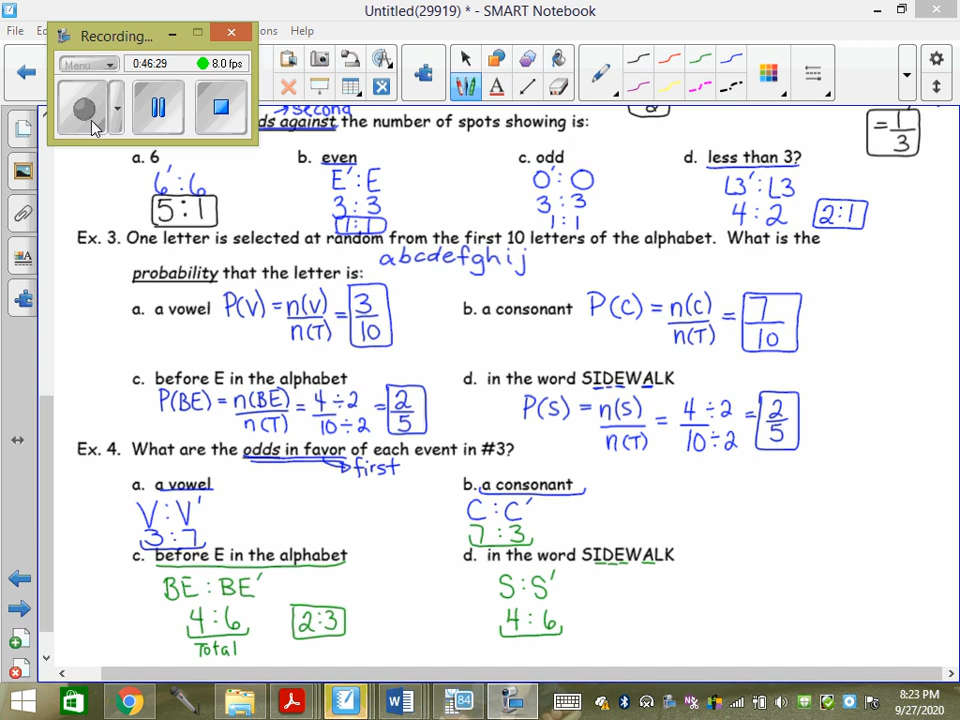 Untitled(29919) * - SMART Notebook
File
Help
Recording...
Menu
0:46:29
8.0 fps
→second
ds against the number of spots showing is:
= 1/3
a. 6
b. even
c. odd
d. less than 3?
6' : 6
E' : E
O' : O
L3' : L3
5 : 1
3 : 3
3 : 3
4 : 2
2:1
1:1
1:1
Ex. 3. One letter is selected at random from the first 10 letters of the alphabet. What is the
abcdefghij
probability that the letter is:
a. a vowel P(V) = n(V)/n(T) = 3/10
b. a consonant P(C) = n(C)/n(T) = 7/10
c. before E in the alphabet
d. in the word SIDEWALK
P(BE) = n(BE)/n(T) = 4÷2/10÷2 = 2/5
P(S) = n(S)/n(T) = 4÷2/10÷2 = 2/5
Ex. 4. What are the odds in favor of each event in #3?
→first
a. a vowel
b. a consonant
V : V'
C : C'
3 : 7
7 : 3
c. before E in the alphabet
d. in the word SIDEWALK
BE : BE'
S : S'
4 : 6
2:3
4 : 6
Total
84
8:23 PM
9/27/2020